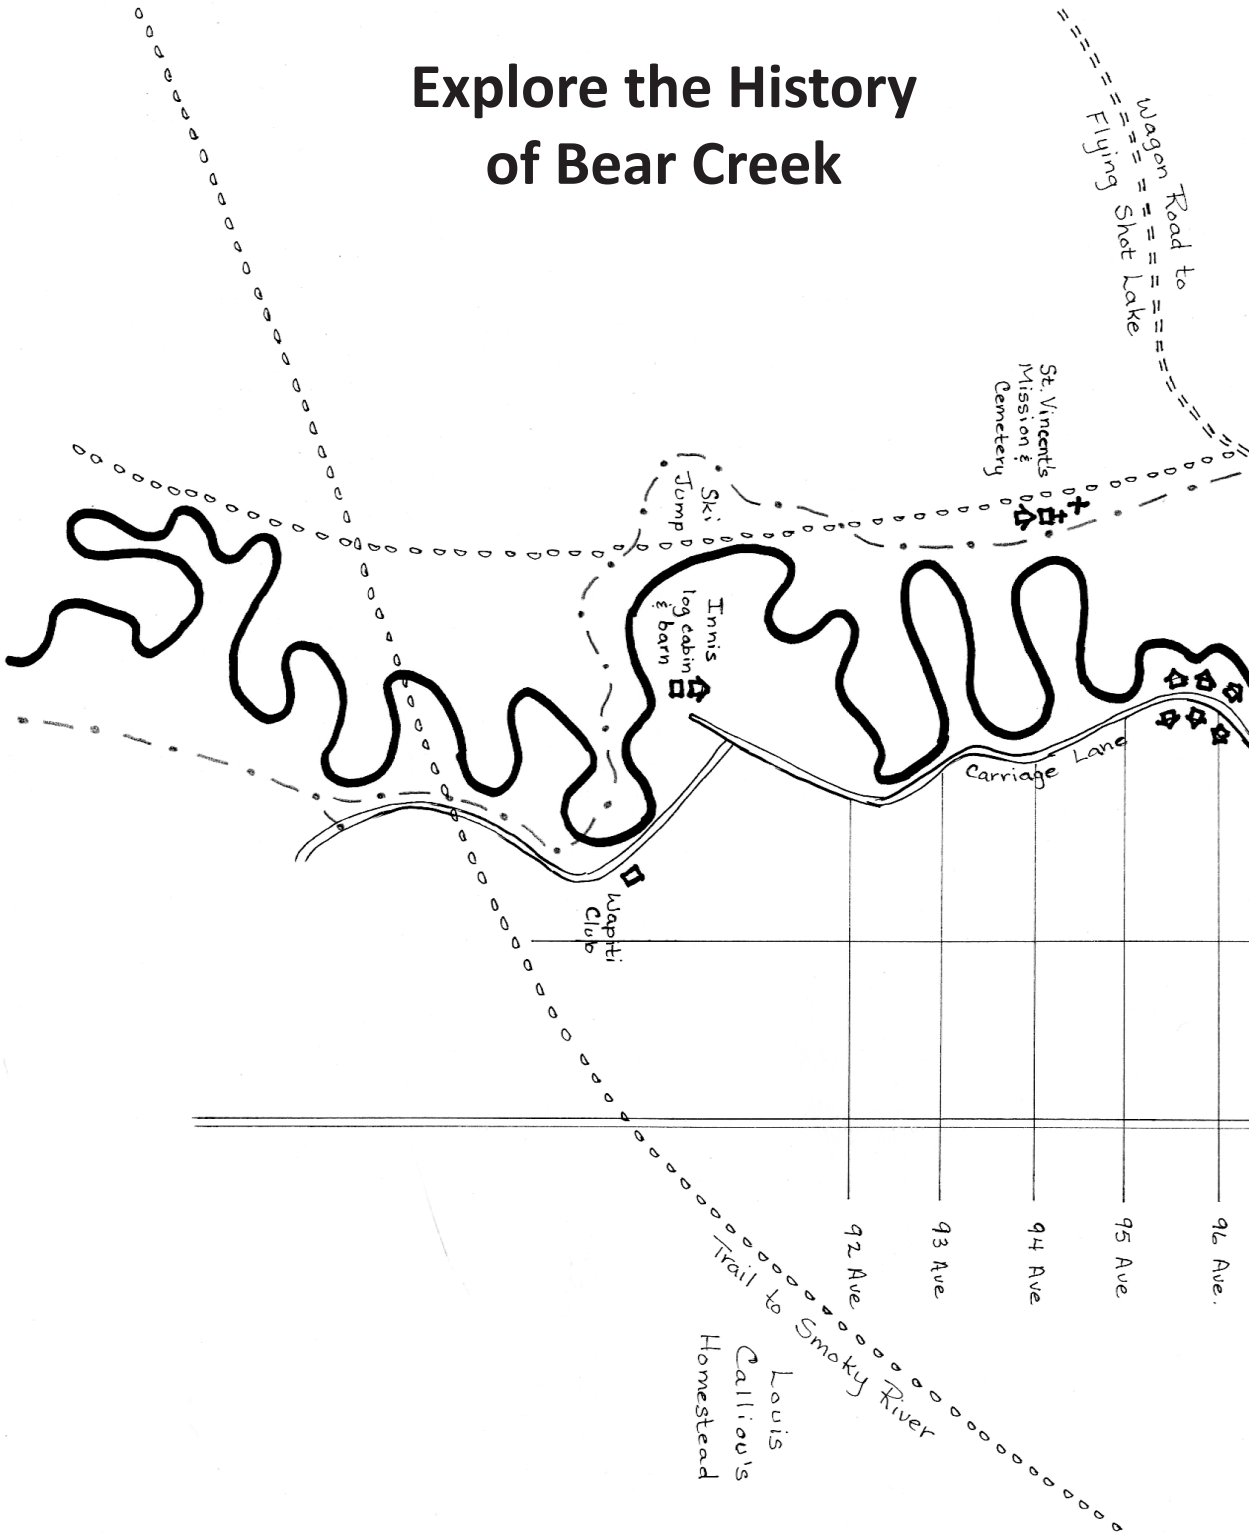 Explore the History
of Bear Creek
Wagon Road to
Flying Shot Lake
St. Vincent's
Mission &
Cemetery
Ski
Jump
Innis
log cabin
& barn
Carriage Lane
Wapiti
Club
92 Ave
93 Ave
94 Ave
95 Ave
96 Ave.
Trail to Smoky River
Louis
Calliou's
Homestead